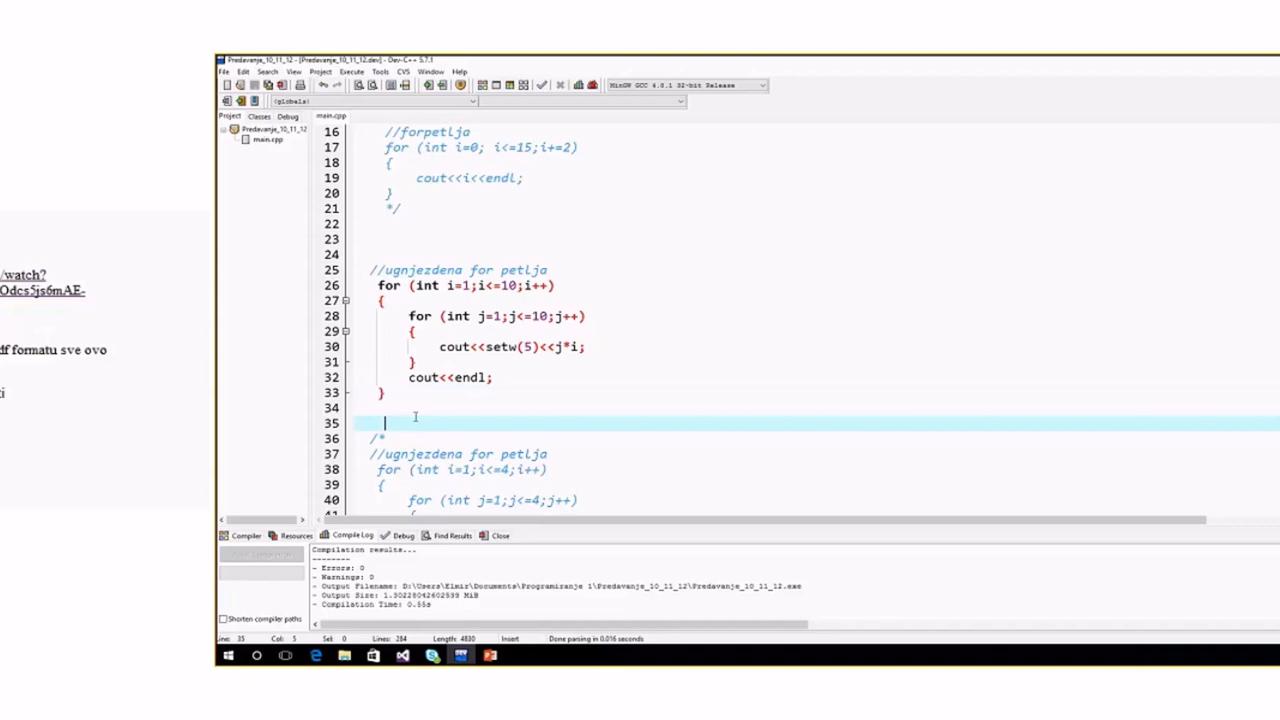 Predavanje_10_11_12 - [Predavanje_10_11_12.dev] - Dev-C++ 5.7.1
File Edit Search View Project Execute Tools CVS Window Help
MinGW GCC 4.8.1 32-bit Release
(globals)
Project Classes Debug
main.cpp
Predavanje_10_11_12
main.cpp
16 //forpetlja
17 for (int i=0; i<=15;i+=2)
18 {
19 cout<<i<<endl;
20 }
21 */
22
23
24
25 //ugnjezdena for petlja
26 for (int i=1;i<=10;i++)
27 {
28 for (int j=1;j<=10;j++)
29 {
30 cout<<setw(5)<<j*i;
31 }
32 cout<<endl;
33 }
34
35
36 /*
37 //ugnjezdena for petlja
38 for (int i=1;i<=4;i++)
39 {
40 for (int j=1;j<=4;j++)
41 {
/watch?
Odcs5js6mAE-
df formatu sve ovo
ti
Compiler Resources Compile Log Debug Find Results Close
Compilation results...
--------
- Errors: 0
- Warnings: 0
- Output Filename: D:\Users\Elmir\Documents\Programiranje 1\Predavanje_10_11_12\Predavanje_10_11_12.exe
- Output Size: 1.30228042602539 MiB
- Compilation Time: 0.55s
Shorten compiler paths
Line: 35 Col: 5 Sel: 0 Lines: 284 Length: 4830 Insert Done parsing in 0.016 seconds